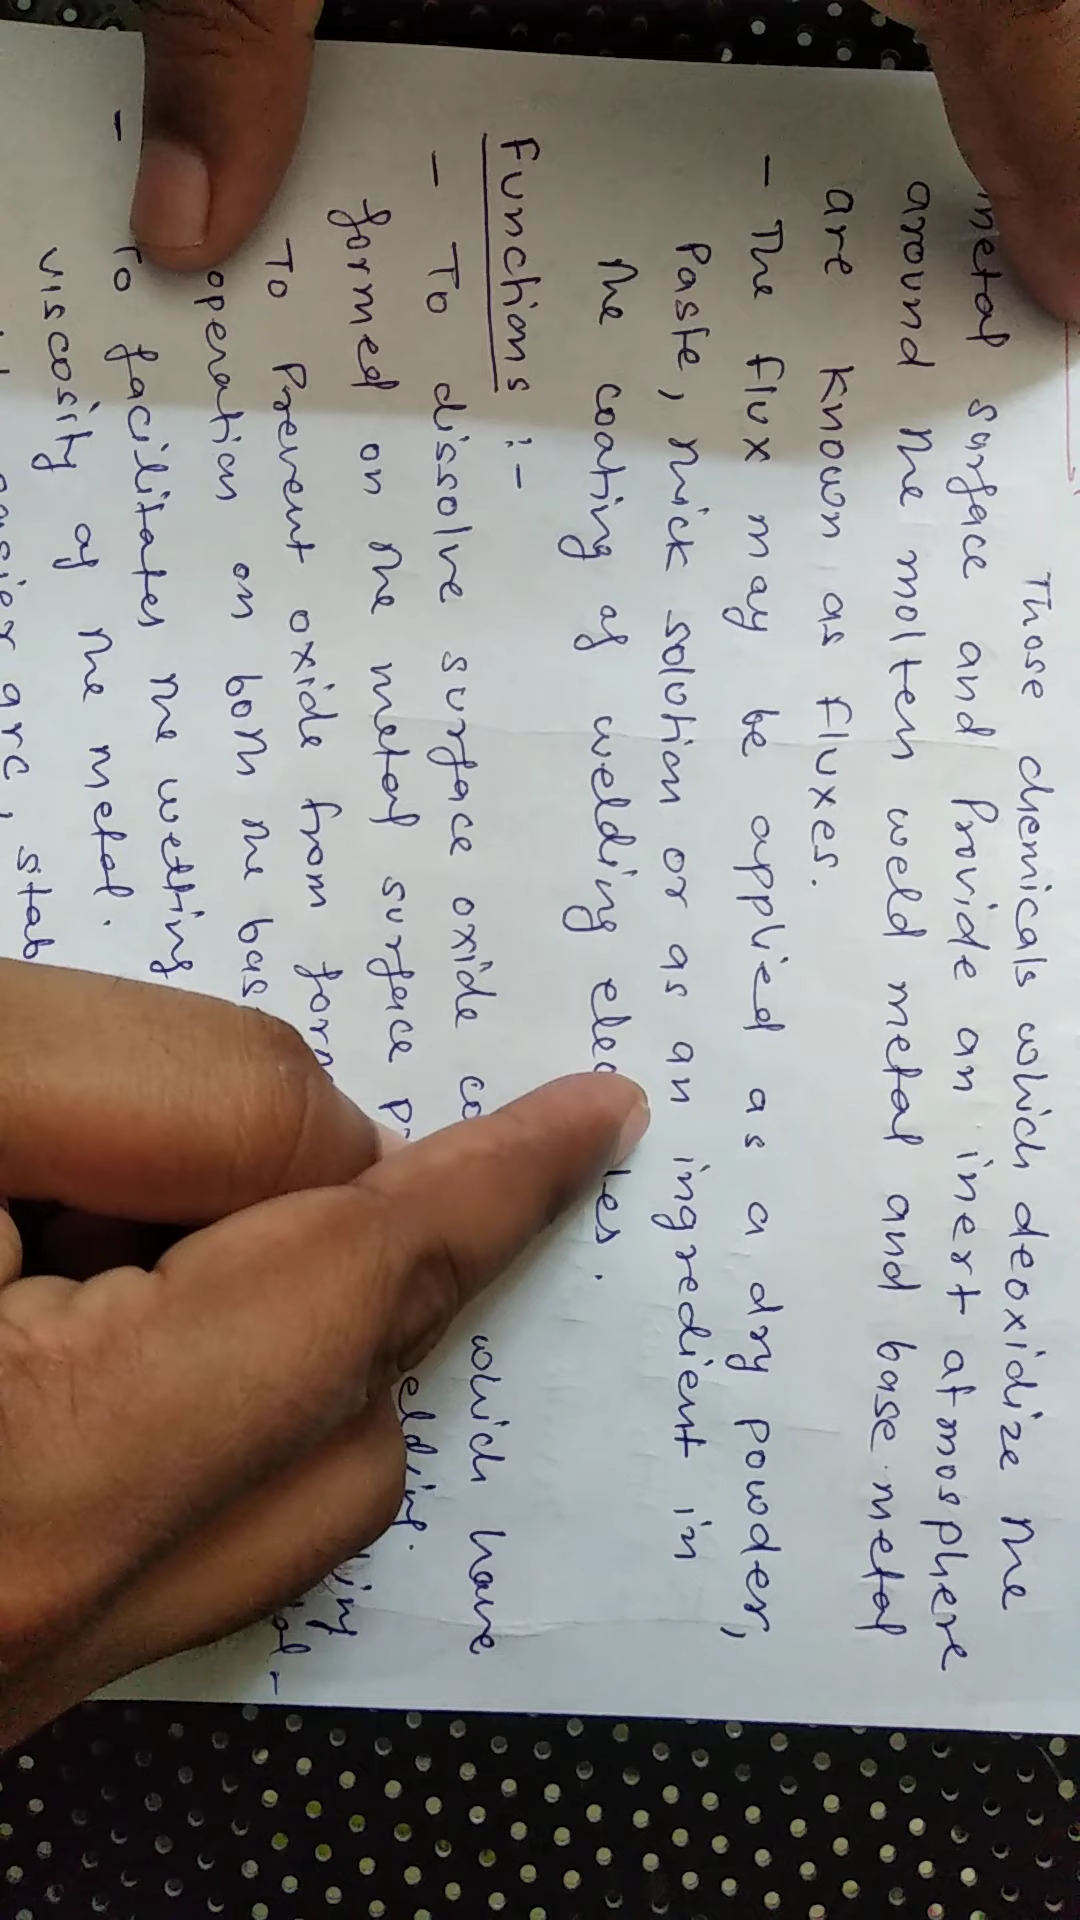 Those chemicals which deoxidize the
metal surface and Provide an inert atmosphere
around the molten weld metal and base metal
are known as fluxes.
- The flux may be applied as a dry powder,
Paste, thick solution or as an ingredient in
the coating of welding
Functions :-
- To dissolve surface oxide which have
formed on the metal surface
To Prevent oxide from
operation on both the
- To facilitates the wetting
viscosity of the metal.
arc,